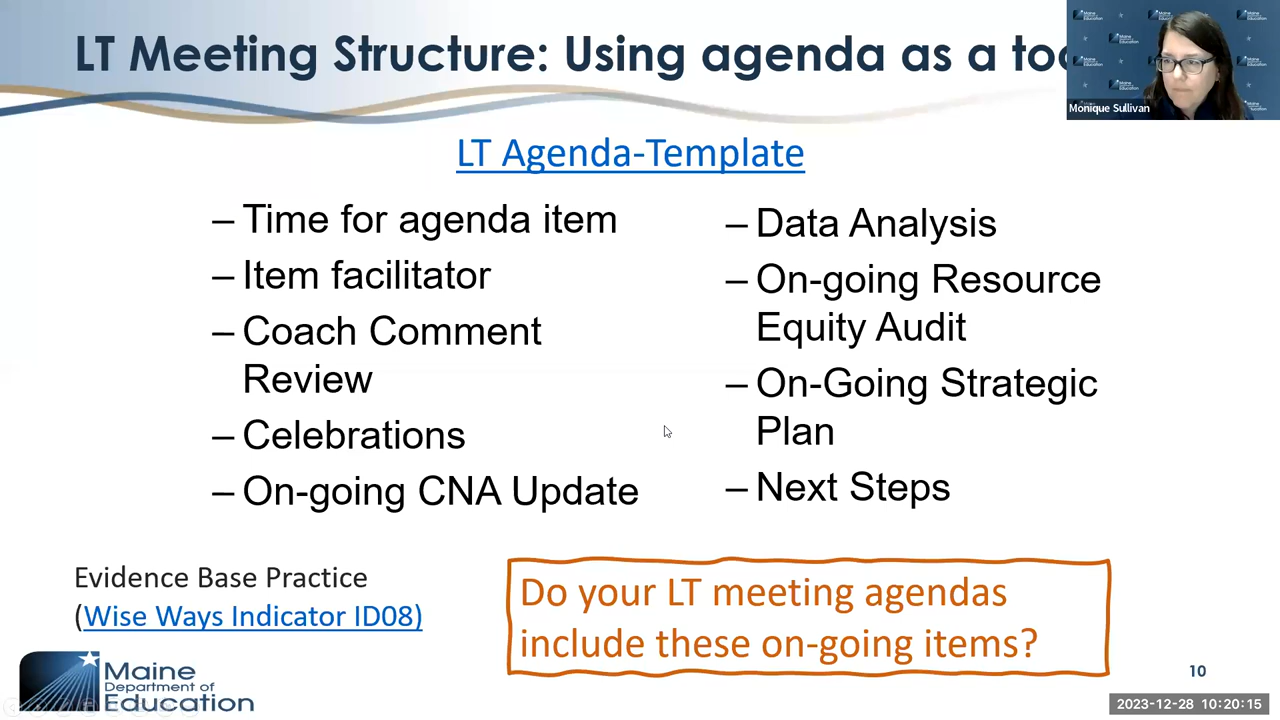 LT Meeting Structure: Using agenda as a too
Monique Sullivan
LT Agenda-Template
– Time for agenda item
– Item facilitator
– Coach Comment
Review
– Celebrations
– On-going CNA Update
– Data Analysis
– On-going Resource
Equity Audit
– On-Going Strategic
Plan
– Next Steps
Evidence Base Practice
(Wise Ways Indicator ID08)
Do your LT meeting agendas
include these on-going items?
Maine
Department of
Education
10
2023-12-28 10:20:15